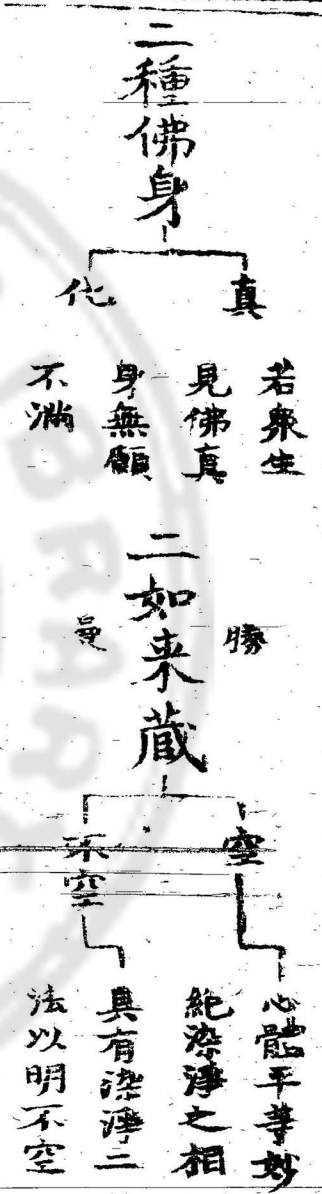 二種佛身
真
化
若衆生
見佛真
身無願
不滿
二如来藏
勝
曼
空
不空
心體平等妙
絶染淨之相
具有染淨二
法以明不空